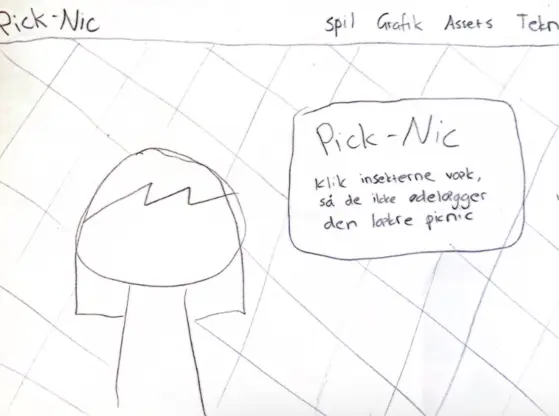 Pick-Nic
Spil Grafik Assets Tekn
Pick-Nic
Klik insekterne væk,
så de ikke ødelægger
den lækre picnic